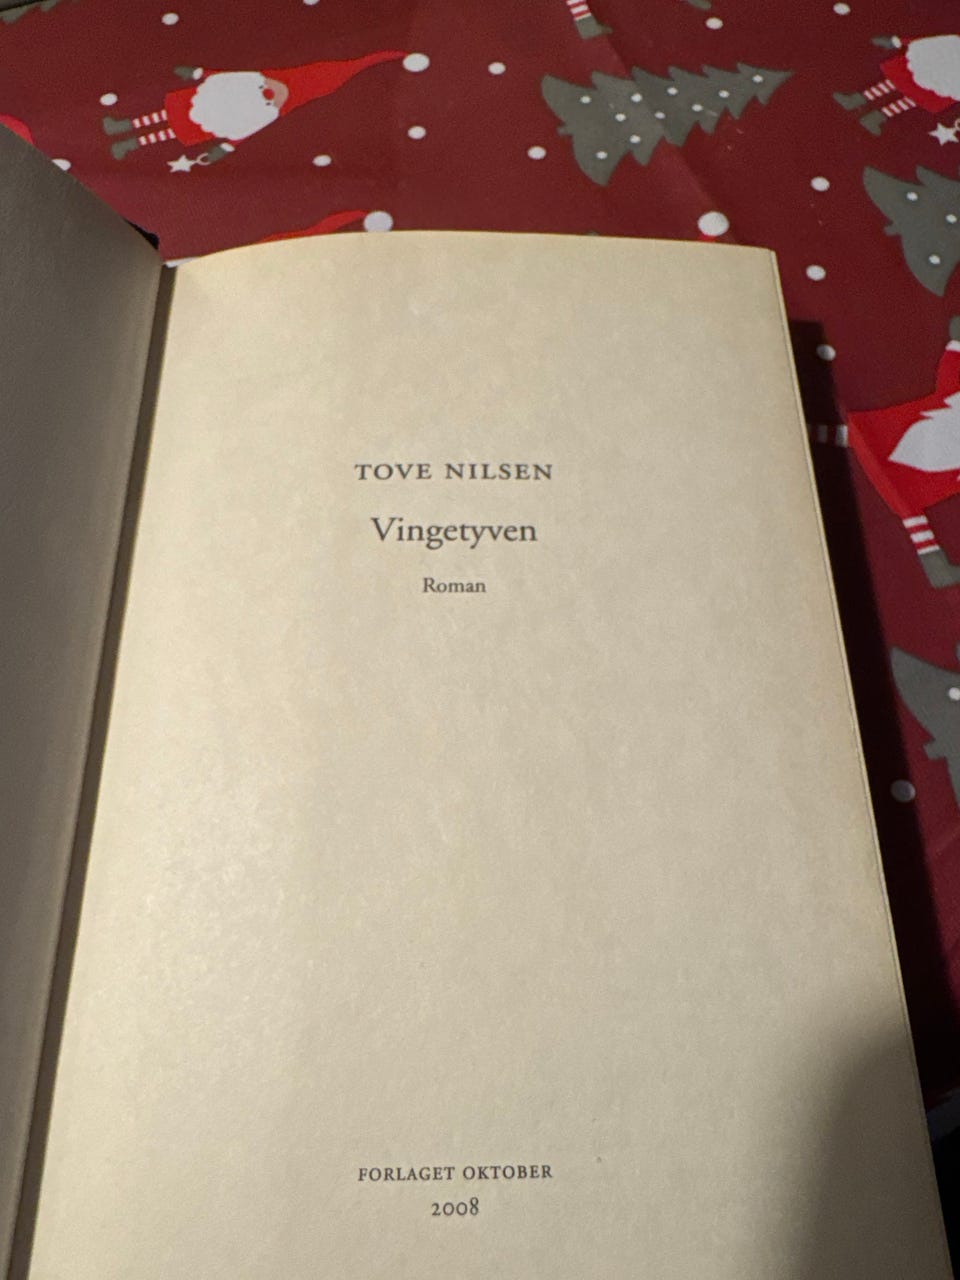 TOVE NILSEN
Vingetyven
Roman
FORLAGET OKTOBER
2008